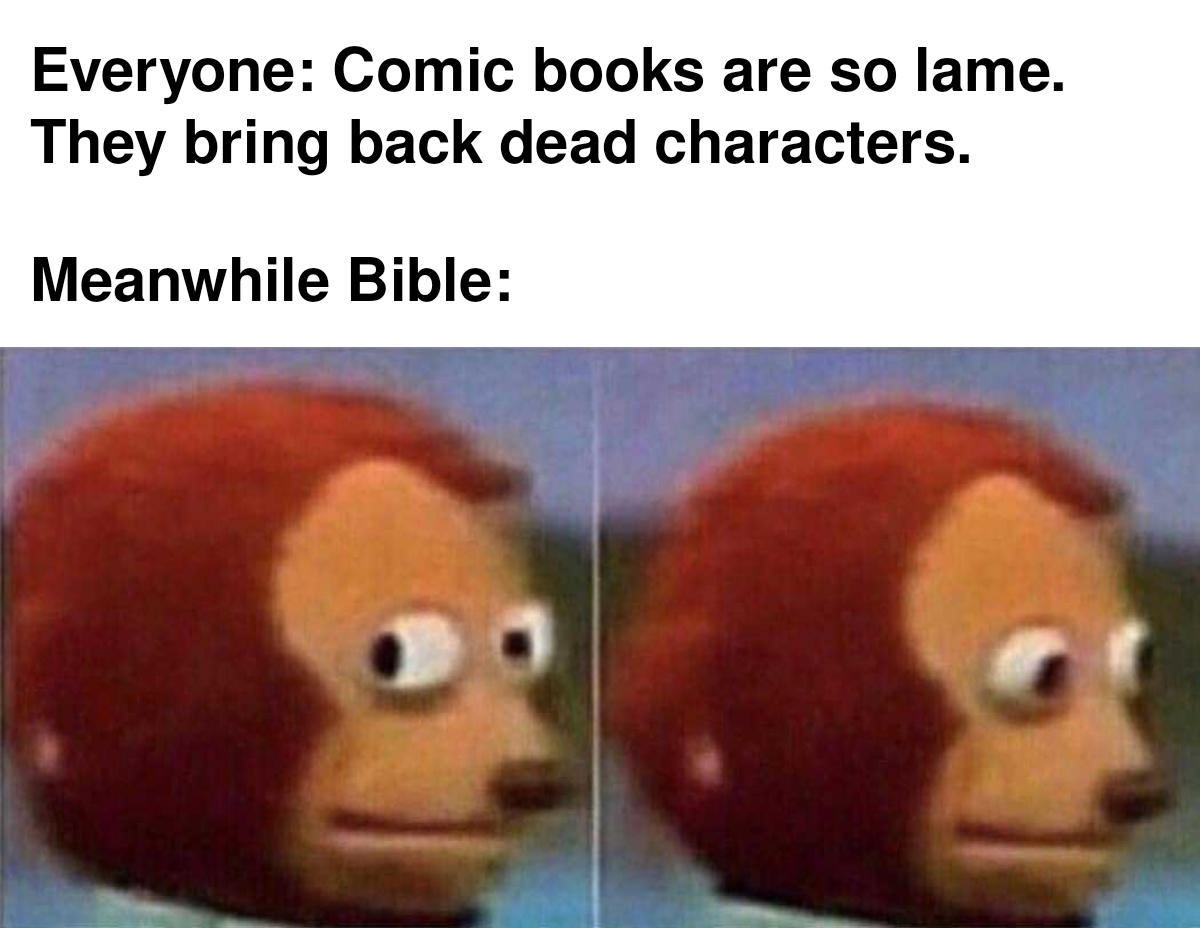 Everyone: Comic books are so lame.
They bring back dead characters.
Meanwhile Bible: